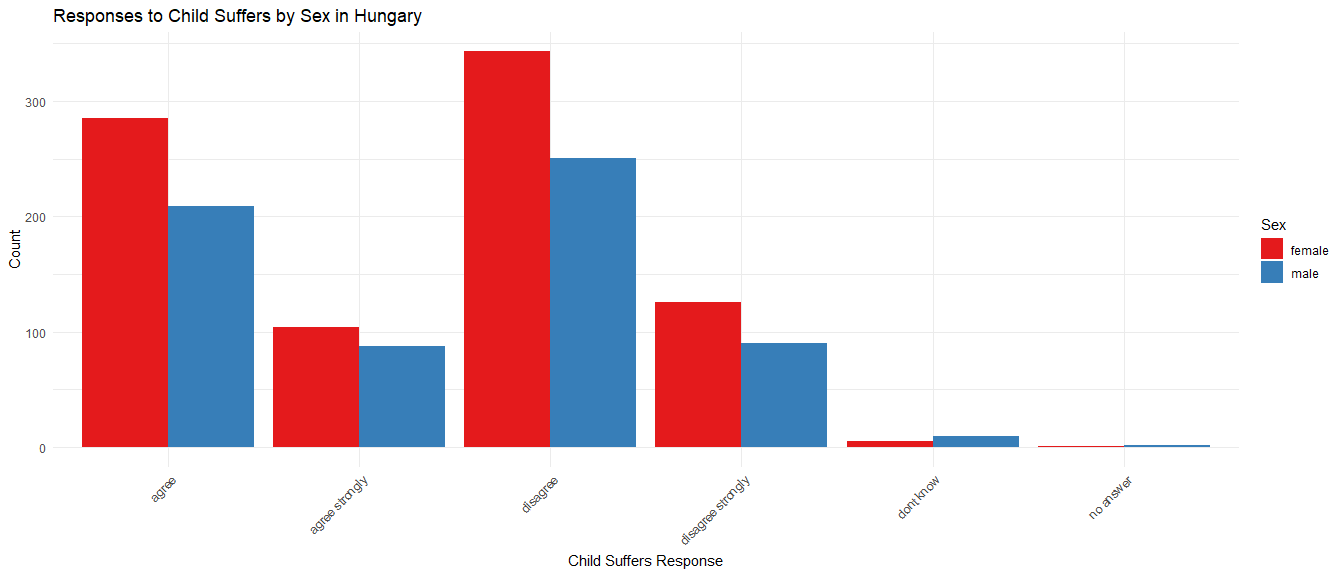 Responses to Child Suffers by Sex in Hungary
Count
300
200
100
0
agree
agree strongly
disagree
disagree strongly
dont know
no answer
Child Suffers Response
Sex
female
male